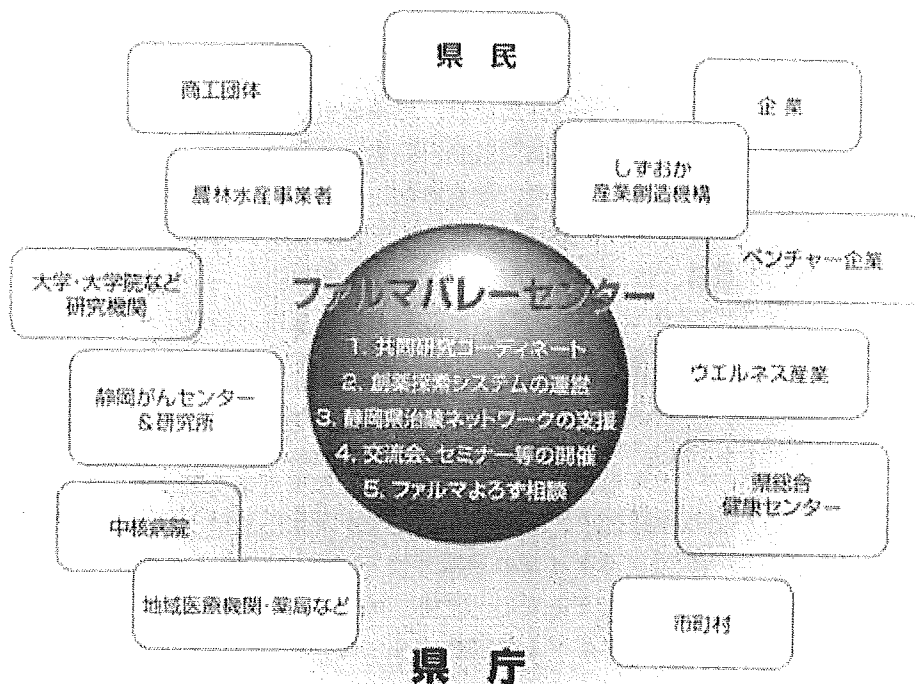 県 民
商工団体
企 業
農林水産事業者
しずおか
産業創造機構
大学・大学院など
研究機関
ベンチャー企業
ファルマバレーセンター
1. 共同研究コーディネート
2. 創薬探索システムの運営
3. 静岡県治験ネットワークの支援
4. 交流会、セミナー等の開催
5. ファルマよろず相談
静岡がんセンター
&研究所
ウエルネス産業
中核病院
県総合
健康センター
地域医療機関・薬局など
市町村
県 庁